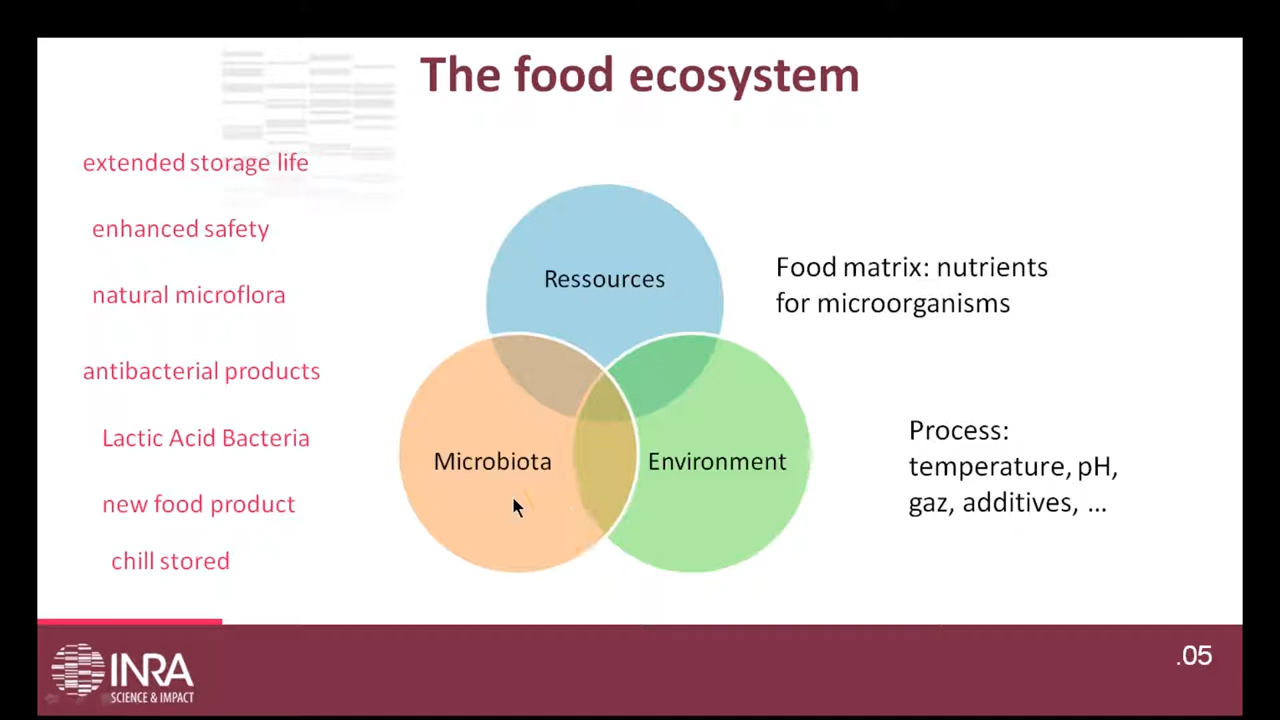 The food ecosystem
extended storage life
enhanced safety
natural microflora
antibacterial products
Lactic Acid Bacteria
new food product
chill stored
Ressources
Microbiota
Environment
Food matrix: nutrients
for microorganisms
Process:
temperature, pH,
gaz, additives, ...
INRA
SCIENCE & IMPACT
.05